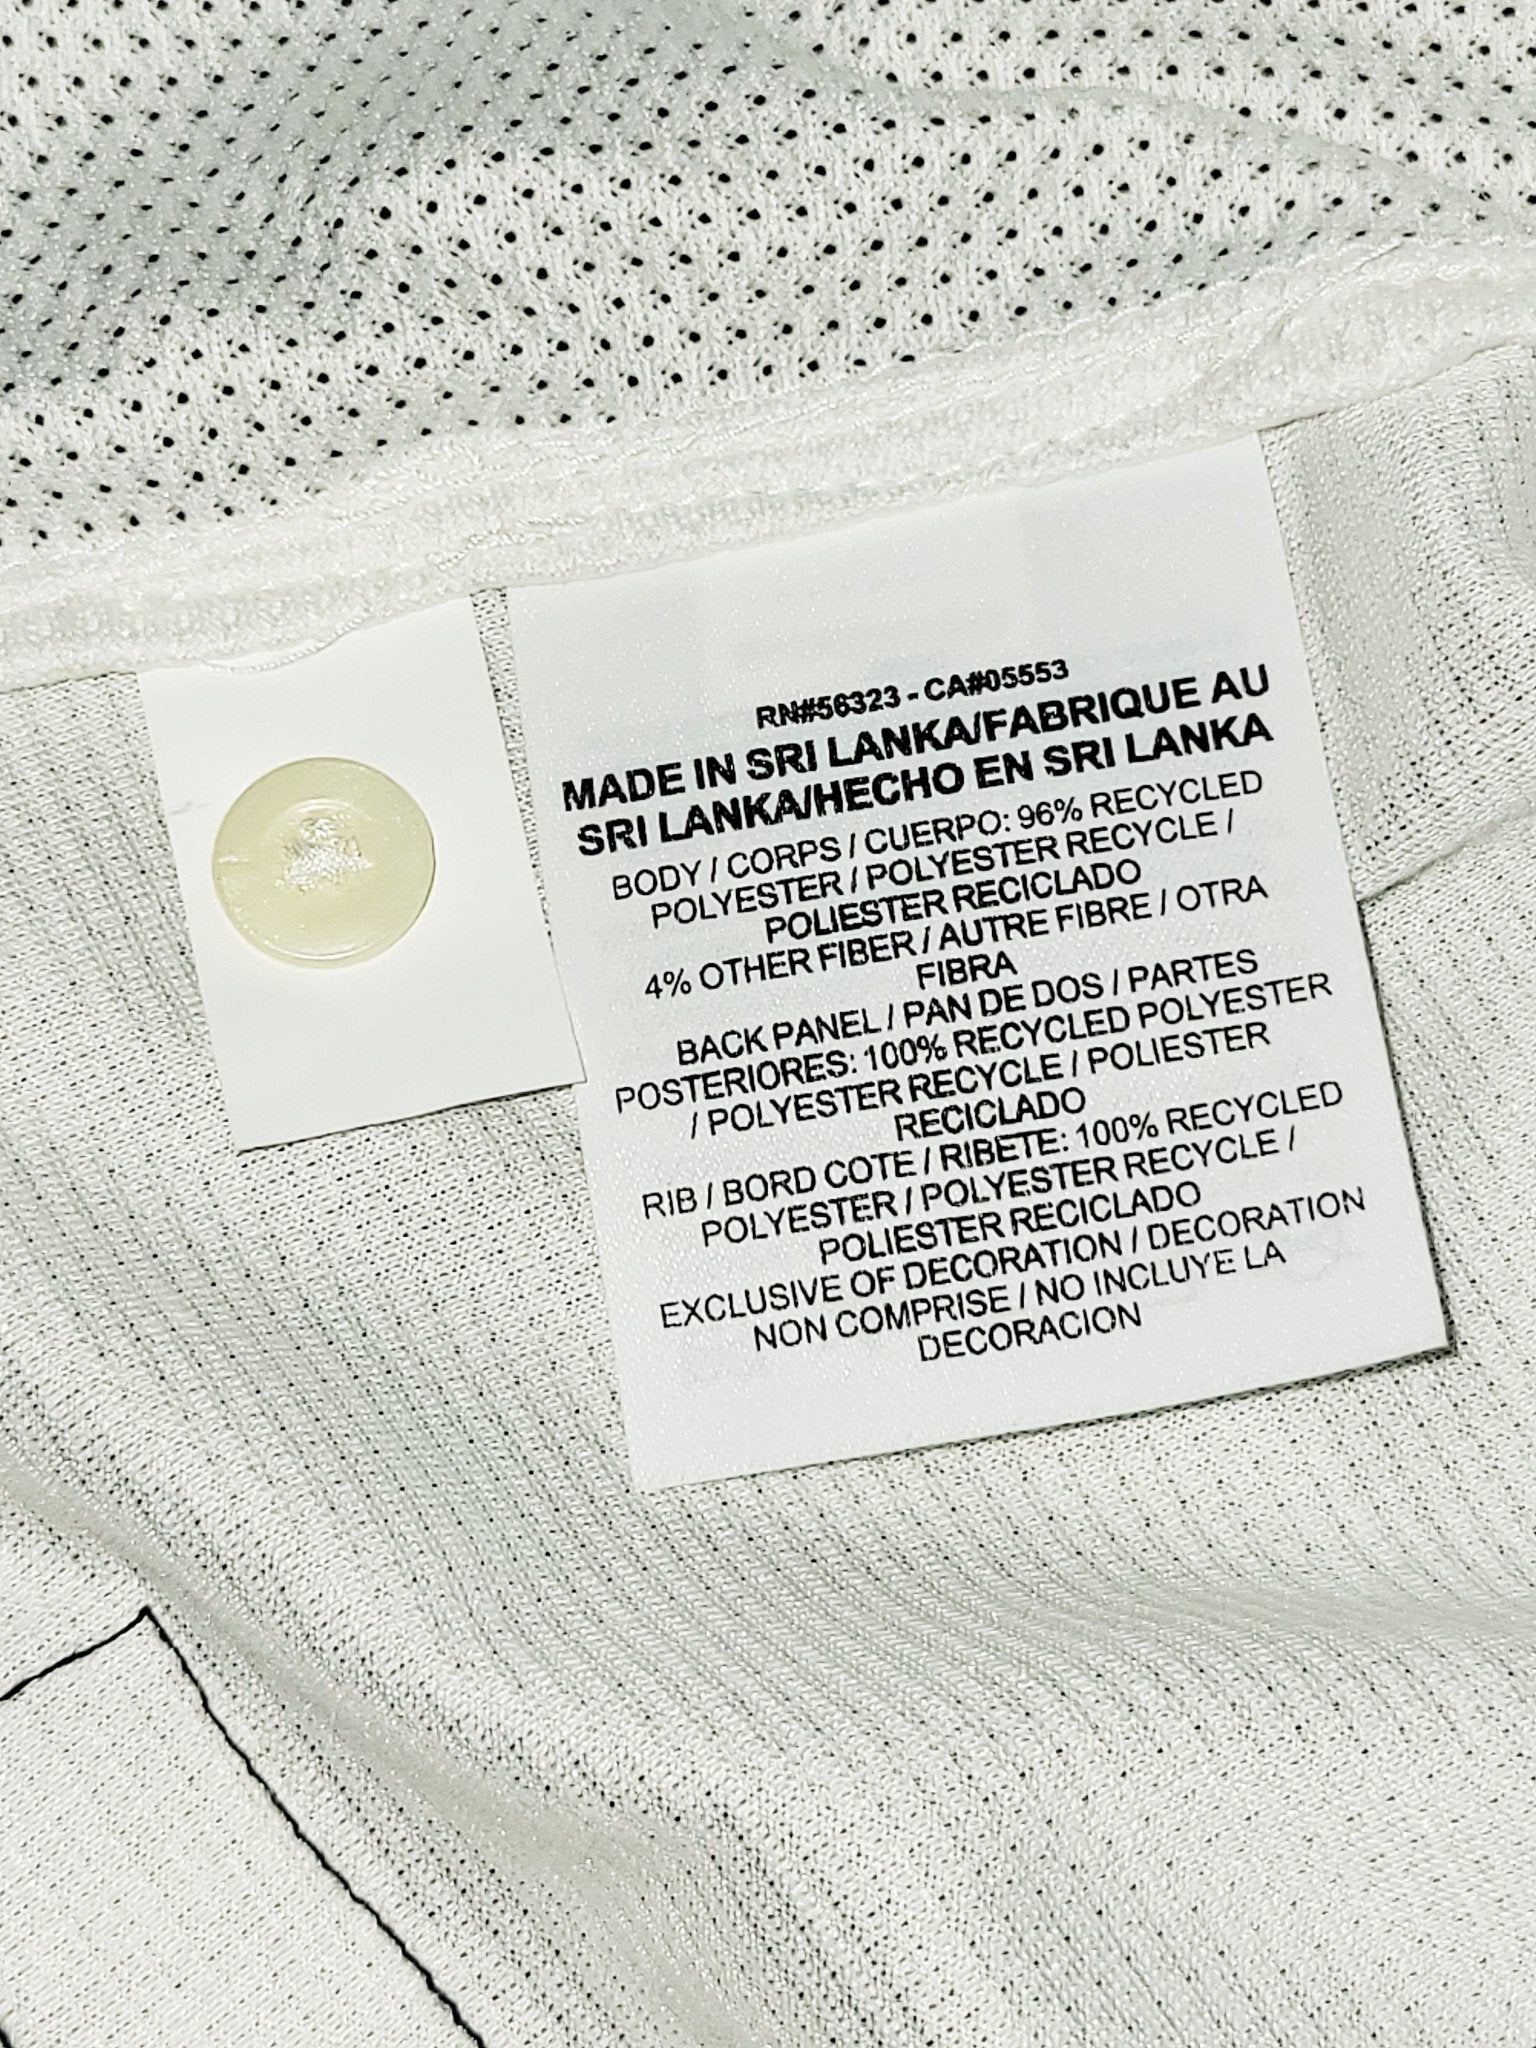 RN#56323 - CA#05553
MADE IN SRI LANKA/FABRIQUE AU
SRI LANKA/HECHO EN SRI LANKA
BODY / CORPS / CUERPO: 96% RECYCLED
POLYESTER / POLYESTER RECYCLE /
POLIESTER RECICLADO
4% OTHER FIBER / AUTRE FIBRE / OTRA
FIBRA
BACK PANEL / PAN DE DOS / PARTES
POSTERIORES: 100% RECYCLED POLYESTER
/ POLYESTER RECYCLE / POLIESTER
RECICLADO
RIB / BORD COTE / RIBETE: 100% RECYCLED
POLYESTER / POLYESTER RECYCLE /
POLIESTER RECICLADO
EXCLUSIVE OF DECORATION / DECORATION
NON COMPRISE / NO INCLUYE LA
DECORACION